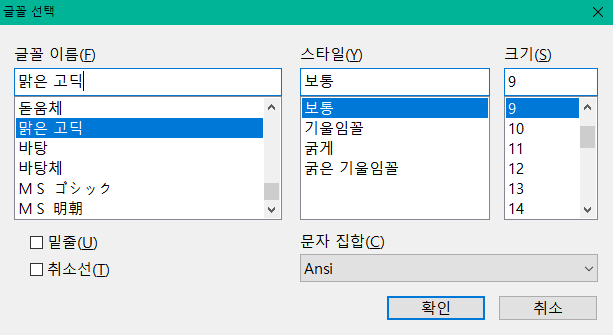 글꼴 선택
글꼴 이름(F)
맑은 고딕
돋움체
맑은 고딕
바탕
바탕체
ＭＳ ゴシック
ＭＳ 明朝
스타일(Y)
보통
보통
기울임꼴
굵게
굵은 기울임꼴
크기(S)
9
9
10
11
12
13
14
밑줄(U)
취소선(T)
문자 집합(C)
Ansi
확인
취소